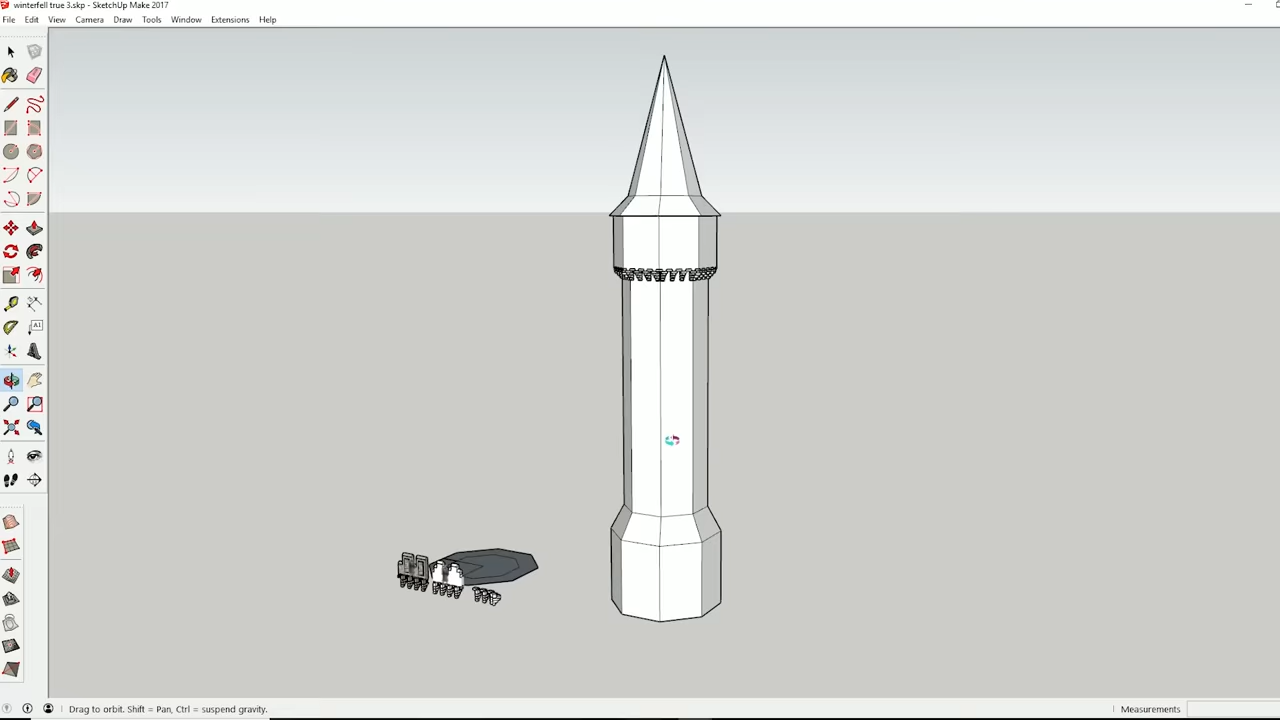 winterfell true 3.skp - SketchUp Make 2017
File Edit View Camera Draw Tools Window Extensions Help
A1
Drag to orbit. Shift = Pan, Ctrl = suspend gravity.
Measurements